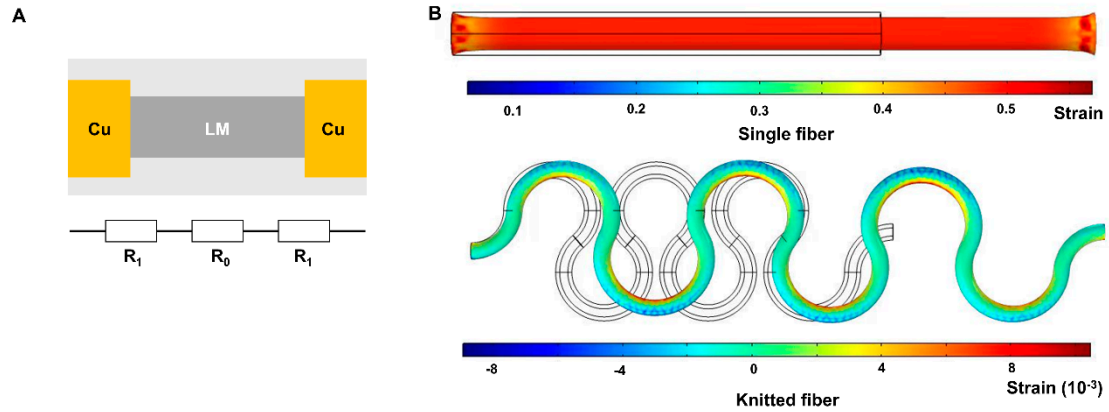 A
Cu
LM
Cu
R₁
R₀
R₁
B
0.1 0.2 0.3 0.4 0.5 Strain
Single fiber
-8 -4 0 4 8
Strain (10⁻³)
Knitted fiber